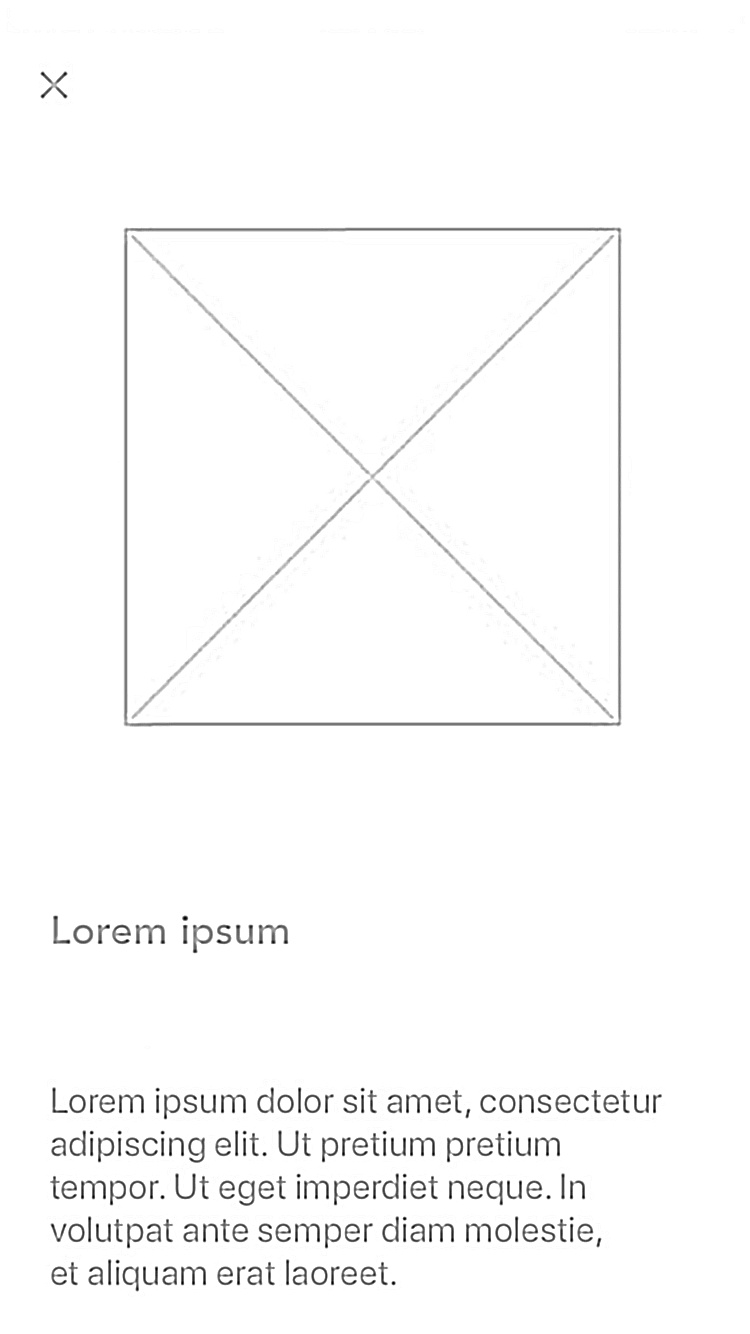 Lorem ipsum
Lorem ipsum dolor sit amet, consectetur
adipiscing elit. Ut pretium pretium
tempor. Ut eget imperdiet neque. In
volutpat ante semper diam molestie,
et aliquam erat laoreet.